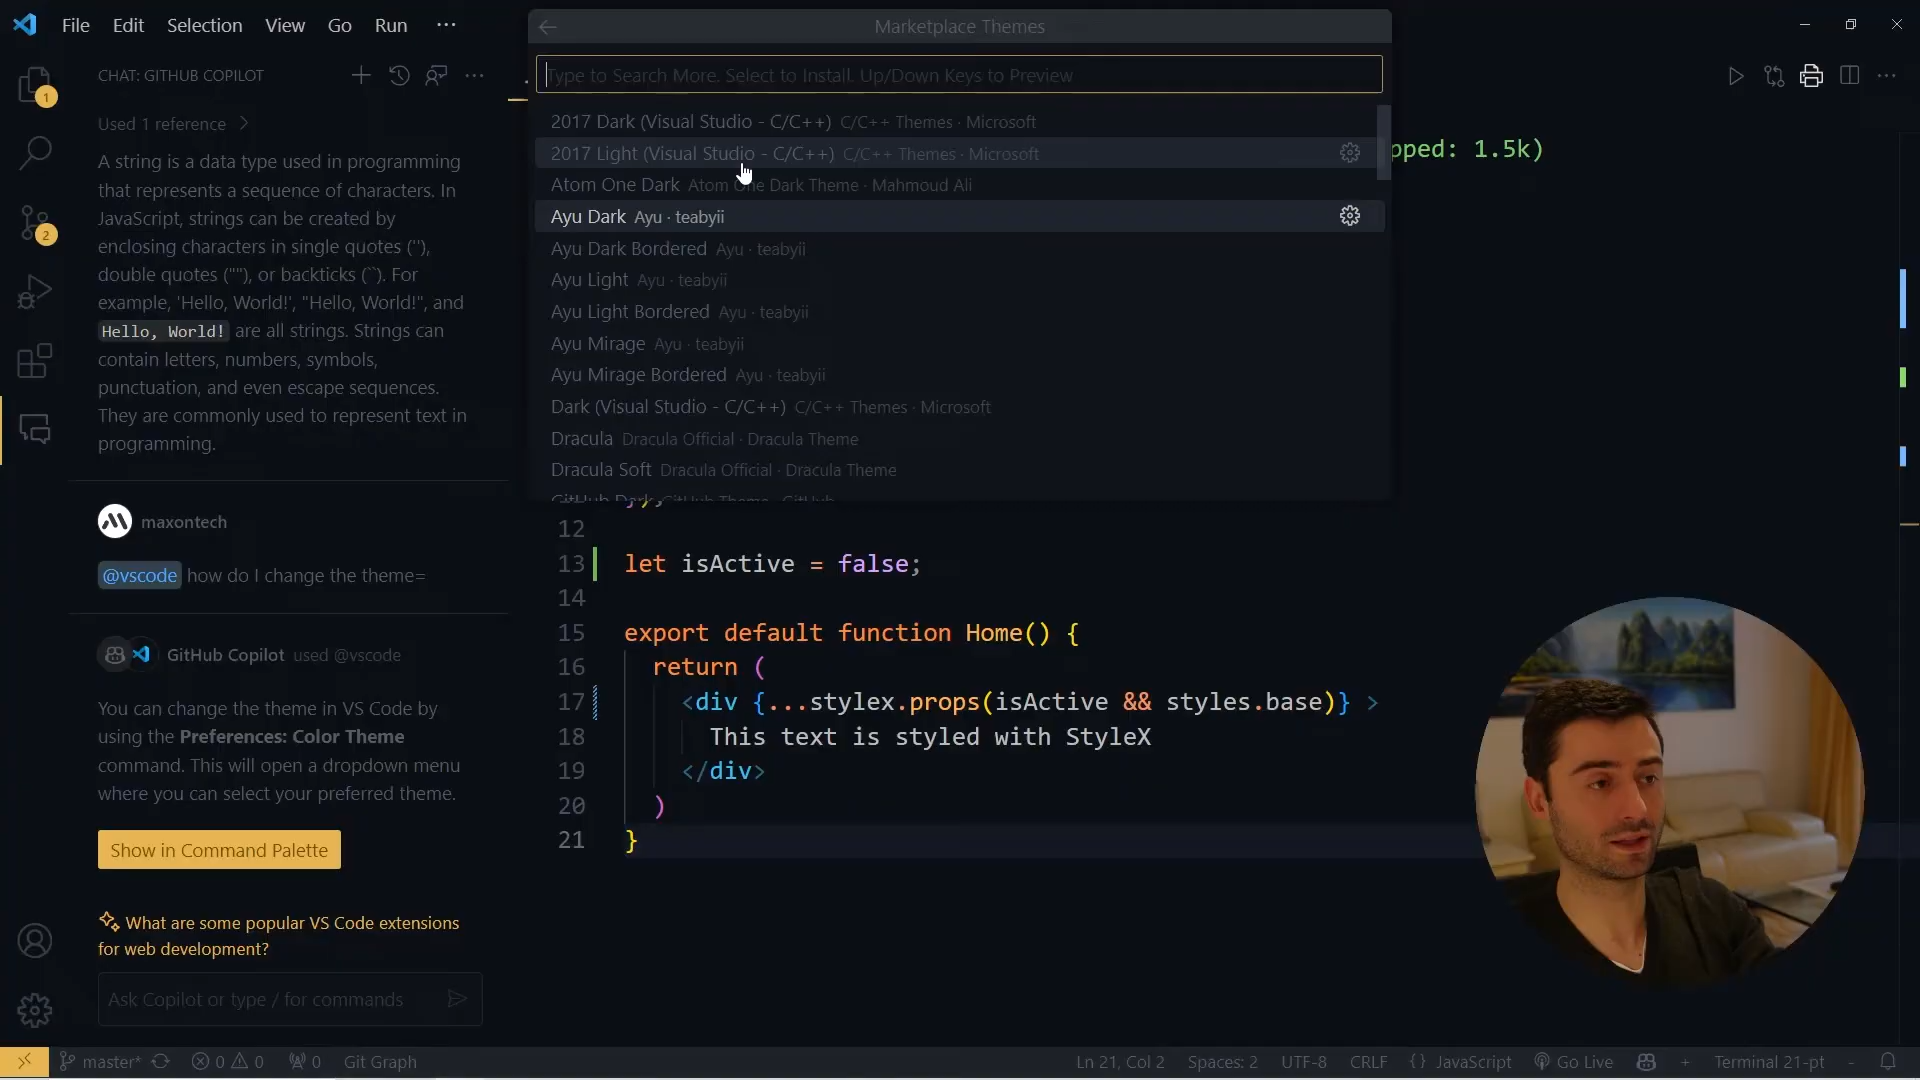 File Edit Selection View Go Run ···
Marketplace Themes
CHAT: GITHUB COPILOT
Type to Search More. Select to Install. Up/Down Keys to Preview
1
Used 1 reference
A string is a data type used in programming
that represents a sequence of characters. In
JavaScript, strings can be created by
enclosing characters in single quotes (''),
double quotes (""), or backticks (``). For
example, 'Hello, World!', "Hello, World!", and
Hello, World! are all strings. Strings can
contain letters, numbers, symbols,
punctuation, and even escape sequences.
They are commonly used to represent text in
programming.
2
maxontech
@vscode how do I change the theme=
GitHub Copilot used @vscode
You can change the theme in VS Code by
using the Preferences: Color Theme
command. This will open a dropdown menu
where you can select your preferred theme.
Show in Command Palette
What are some popular VS Code extensions
for web development?
Ask Copilot or type / for commands
2017 Dark (Visual Studio - C/C++) C/C++ Themes · Microsoft
2017 Light (Visual Studio - C/C++) C/C++ Themes · Microsoft
Atom One Dark Atom One Dark Theme · Mahmoud Ali
Ayu Dark Ayu · teabyii
Ayu Dark Bordered Ayu · teabyii
Ayu Light Ayu · teabyii
Ayu Light Bordered Ayu · teabyii
Ayu Mirage Ayu · teabyii
Ayu Mirage Bordered Ayu · teabyii
Dark (Visual Studio - C/C++) C/C++ Themes · Microsoft
Dracula Dracula Official · Dracula Theme
Dracula Soft Dracula Official · Dracula Theme
GitHub Dark GitHub Theme · GitHub
pped: 1.5k)
12
13 let isActive = false;
14
15 export default function Home() {
16 return (
17 <div {...stylex.props(isActive && styles.base)} >
18 This text is styled with StyleX
19 </div>
20 )
21 }
master* 0 0 0 Git Graph Ln 21, Col 2 Spaces: 2 UTF-8 CRLF {} JavaScript Go Live + Terminal 21-pt -